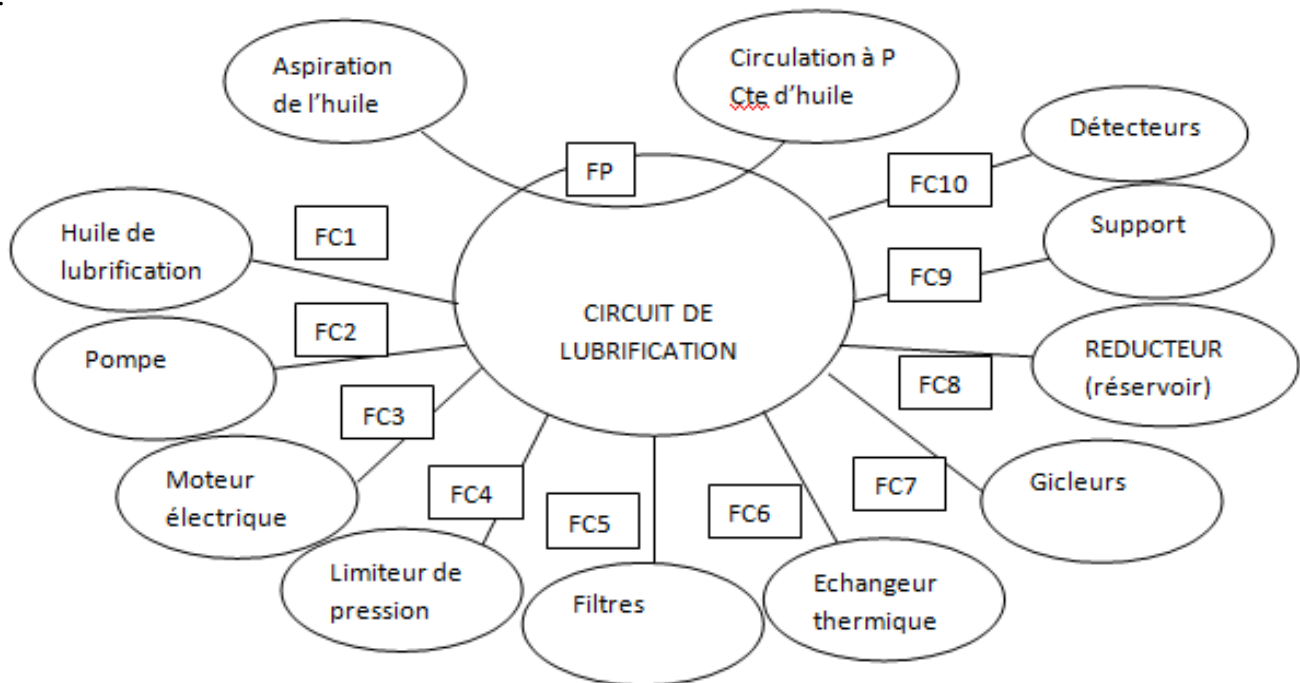 Aspiration
de l'huile
Circulation à P
Cte d'huile
Détecteurs
FP
FC10
Huile de
lubrification
FC1
Support
FC9
CIRCUIT DE
LUBRIFICATION
FC2
Pompe
REDUCTEUR
(réservoir)
FC8
FC3
Moteur
électrique
FC4
FC5
FC6
FC7
Gicleurs
Limiteur de
pression
Filtres
Echangeur
thermique